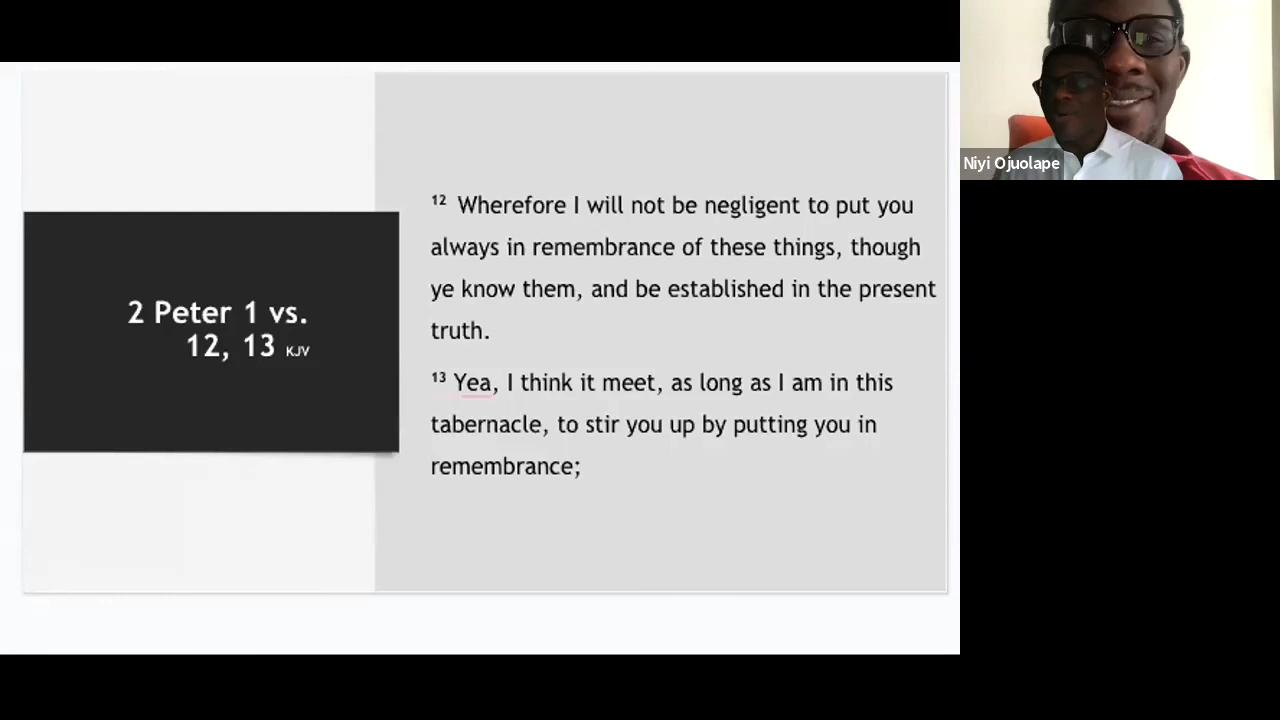 2 Peter 1 vs.
12, 13 KJV
12 Wherefore I will not be negligent to put you
always in remembrance of these things, though
ye know them, and be established in the present
truth.
13 Yea, I think it meet, as long as I am in this
tabernacle, to stir you up by putting you in
remembrance;
Niyi Ojuolape